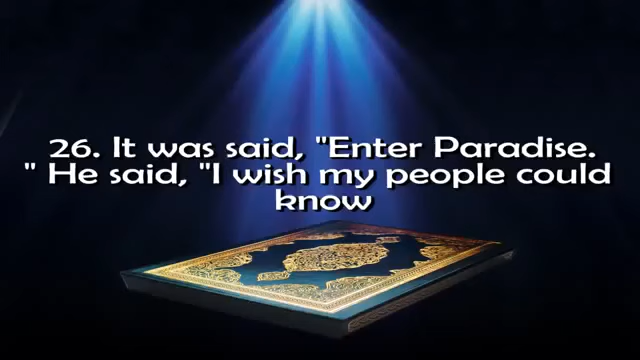 26. It was said, "Enter Paradise.
" He said, "I wish my people could
know